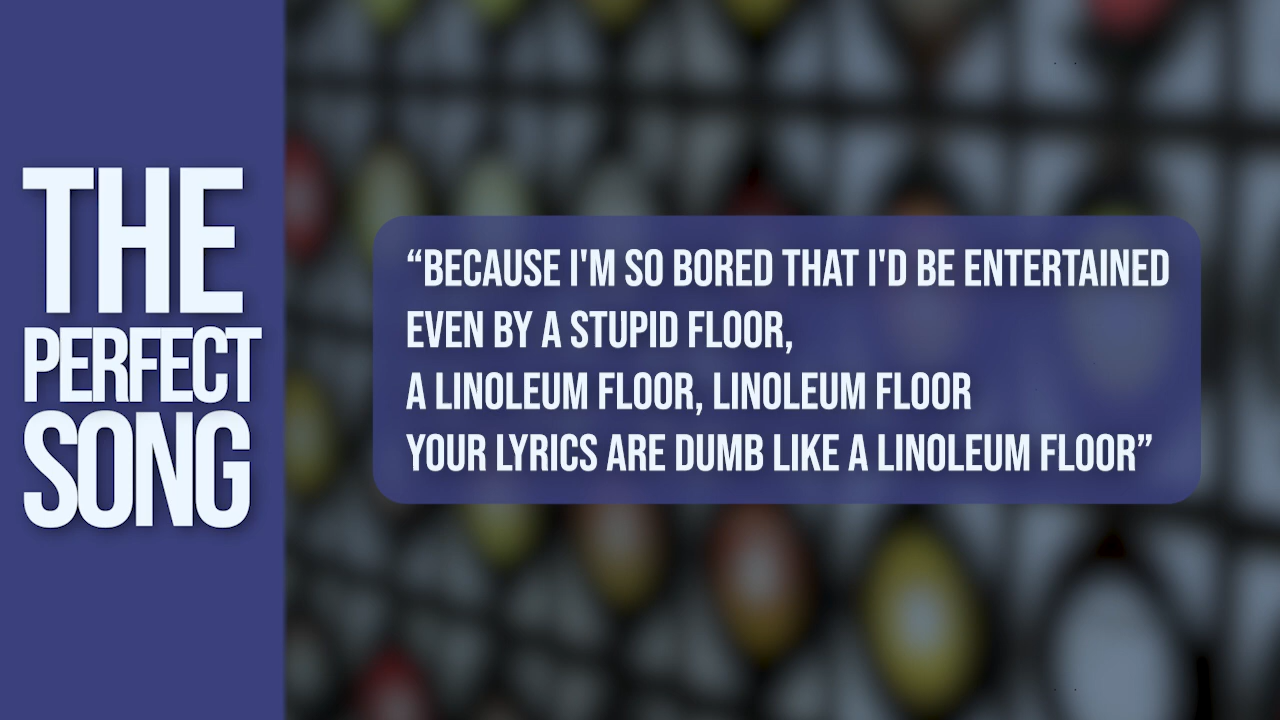 THE
PERFECT
SONG
“BECAUSE I'M SO BORED THAT I'D BE ENTERTAINED
EVEN BY A STUPID FLOOR,
A LINOLEUM FLOOR, LINOLEUM FLOOR
YOUR LYRICS ARE DUMB LIKE A LINOLEUM FLOOR”